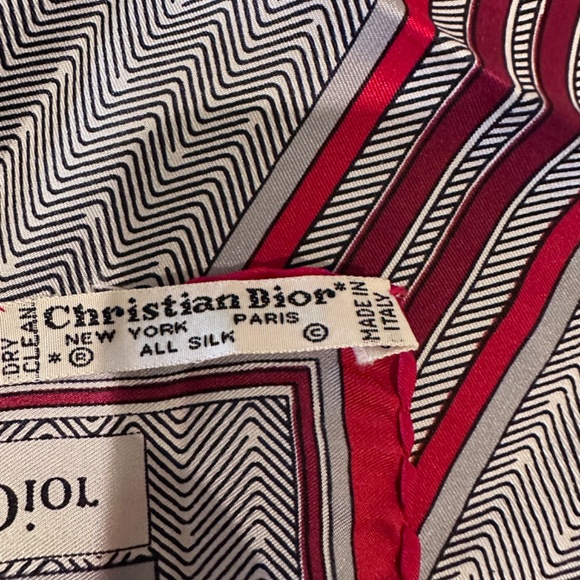 DRY
CLEAN
Christian Dior*
* NEW YORK PARIS
® ALL SILK ©
MADE IN
ITALY
Dior